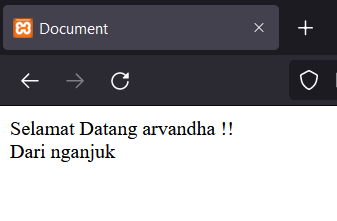 Document
Selamat Datang arvandha !!
Dari nganjuk